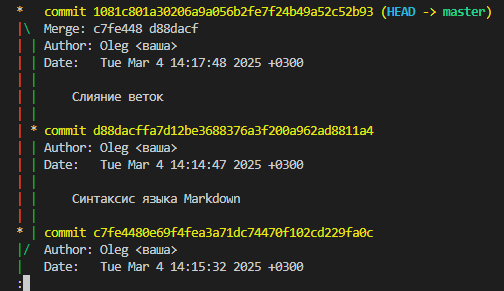 *   commit 1081c801a30206a9a056b2fe7f24b49a52c52b93 (HEAD -> master)
|\  Merge: c7fe448 d88dacf
| | Author: Oleg <ваша>
| | Date:   Tue Mar 4 14:17:48 2025 +0300
| |
| |     Слияние веток
| |
| * commit d88dacffa7d12be3688376a3f200a962ad8811a4
| | Author: Oleg <ваша>
| | Date:   Tue Mar 4 14:14:47 2025 +0300
| |
| |     Синтаксис языка Markdown
| |
* | commit c7fe4480e69f4fea3a71dc74470f102cd229fa0c
|/  Author: Oleg <ваша>
|   Date:   Tue Mar 4 14:15:32 2025 +0300
: